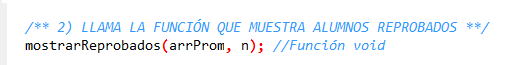 /** 2) LLAMA LA FUNCIÓN QUE MUESTRA ALUMNOS REPROBADOS **/
mostrarReprobados(arrProm, n); //Función void